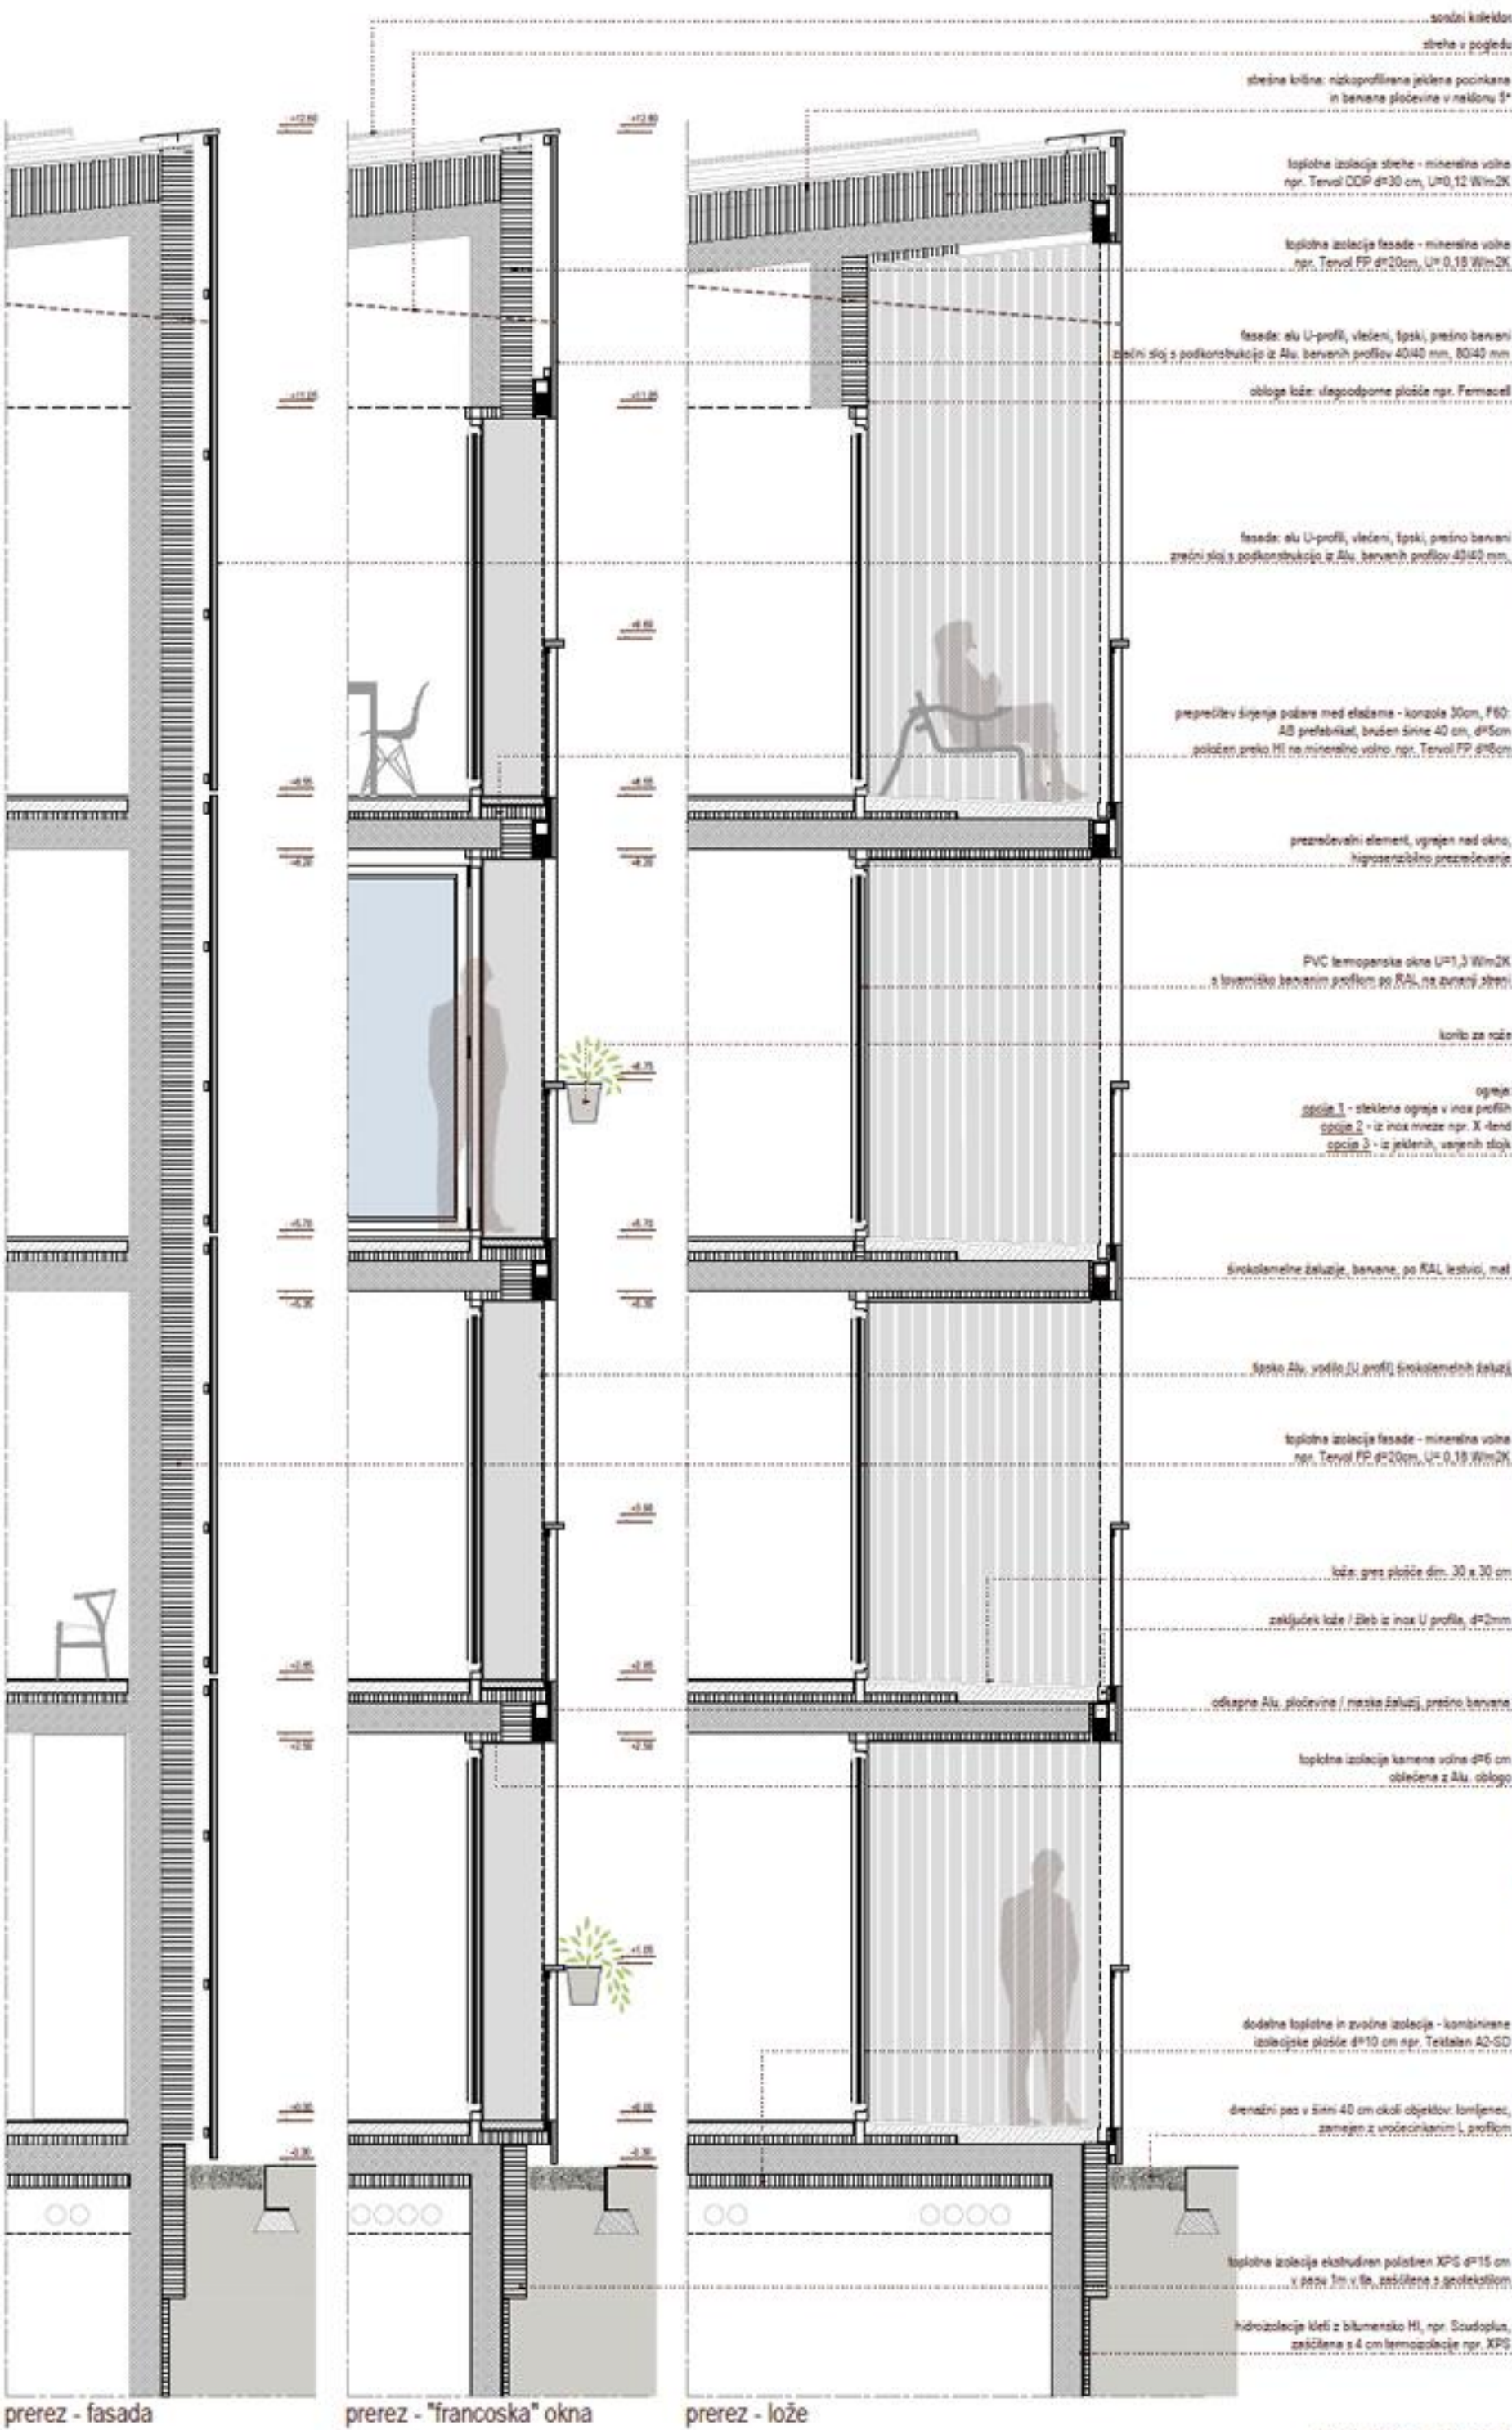 sončni kolektor
streha v pogledu
strešna kritina: nizkoprofilirana jeklena pocinkana
in barvana pločevina v naklonu 5°
toplotna izolacija strehe - mineralna volna
npr. Tervol DDP d=30 cm, U=0,12 W/m2K
toplotna izolacija fasade - mineralna volna
npr. Tervol FP d=20cm, U= 0,18 W/m2K
fasada: alu U-profili, vlečeni, tipski, prašno barvani
zračni sloj s podkonstrukcijo iz Alu. barvanih profilov 40/40 mm, 80/40 mm
obloga lože: vlagoodporne plošče npr. Fermacell
fasada: alu U-profili, vlečeni, tipski, prašno barvani
zračni sloj s podkonstrukcijo iz Alu. barvanih profilov 40/40 mm.
preprečitev širjenja požara med etažama - konzola 30cm, F60:
AB prefabrikat, brušen širine 40 cm, d=5cm
položen preko HI na mineralno volno npr. Tervol FP d=8cm
prezračevalni element, vgrajen nad okno,
higrosenzibilno prezračevanje
PVC termopanska okna U=1,3 W/m2K
s tovarniško barvanim profilom po RAL na zunanji strani
korito za rože
ograja:
opcija 1 - steklena ograja v inox profilih
opcija 2 - iz inox mreze npr. X -tend
opcija 3 - iz jeklenih, varjenih stojk
širokolamelne žaluzije, barvane, po RAL lestvici, mat
tipsko Alu. vodilo (U profil) širokolamelnih žaluzij
toplotna izolacija fasade - mineralna volna
npr. Tervol FP d=20cm, U= 0,18 W/m2K
loža: gres plošče dim. 30 x 30 cm
zaključek lože / žleb iz inox U profila, d=2mm
odkapna Alu. pločevina / maska žaluzij, prašno barvana
toplotna izolacija kamena volna d=6 cm
oblečena z Alu. oblogo
dodatna toplotna in zvočna izolacija - kombinirane
izolacijske plošče d=10 cm npr. Tektalan A2-SD
drenažni pas v širini 40 cm okoli objektov: lomljenec,
zamejen z vročecinkanim L profilom
toplotna izolacija ekstrudiran polistiren XPS d=15 cm
v pasu 1m v tla, zaščitena s geotekstilom
hidroizolacija kleti z bitumensko HI, npr. Scudoplus,
zaščitena s 4 cm termoizolacije npr. XPS
prerez - fasada
prerez - "francoska" okna
prerez - lože